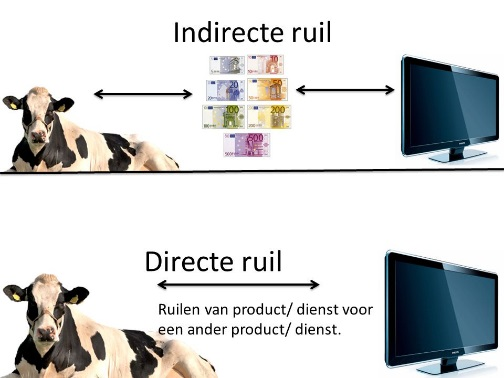 Indirecte ruil
Directe ruil
Ruilen van product/ dienst voor
een ander product/ dienst.